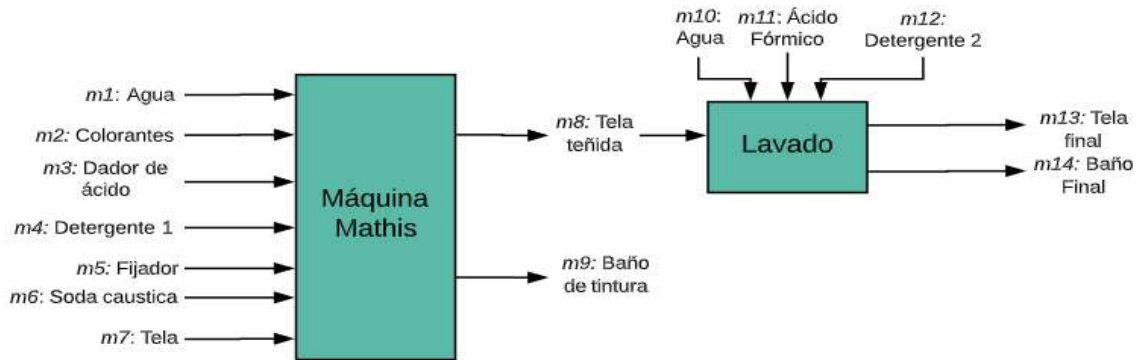 m1: Agua
m2: Colorantes
m3: Dador de
ácido
m4: Detergente 1
m5: Fijador
m6: Soda caustica
m7: Tela
Máquina
Mathis
m8: Tela
teñida
m9: Baño
de tintura
m10:
Agua
m11: Ácido
Fórmico
m12:
Detergente 2
Lavado
m13: Tela
final
m14: Baño
Final